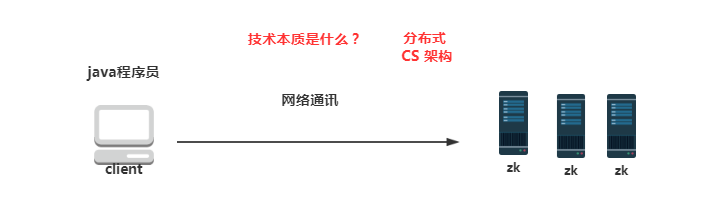 技术本质是什么？ 分布式
CS 架构
java程序员
网络通讯
client
zk
zk
zk